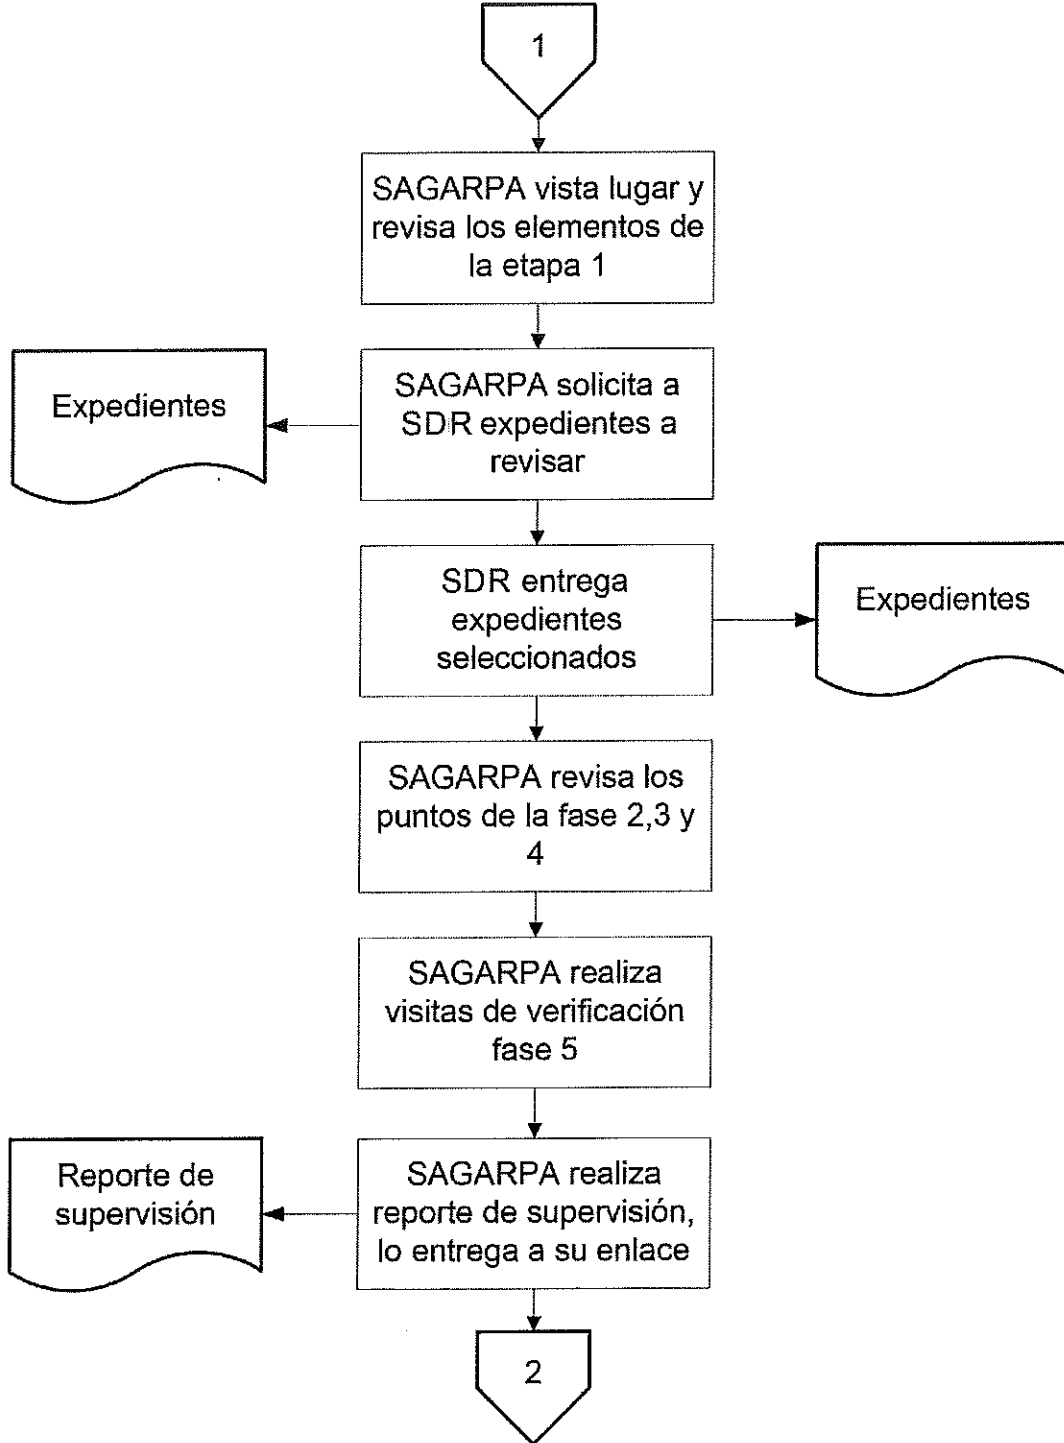 1
SAGARPA vista lugar y
revisa los elementos de
la etapa 1
Expedientes
SAGARPA solicita a
SDR expedientes a
revisar
SDR entrega
expedientes
seleccionados
Expedientes
SAGARPA revisa los
puntos de la fase 2,3 y
4
SAGARPA realiza
visitas de verificación
fase 5
Reporte de
supervisión
SAGARPA realiza
reporte de supervisión,
lo entrega a su enlace
2